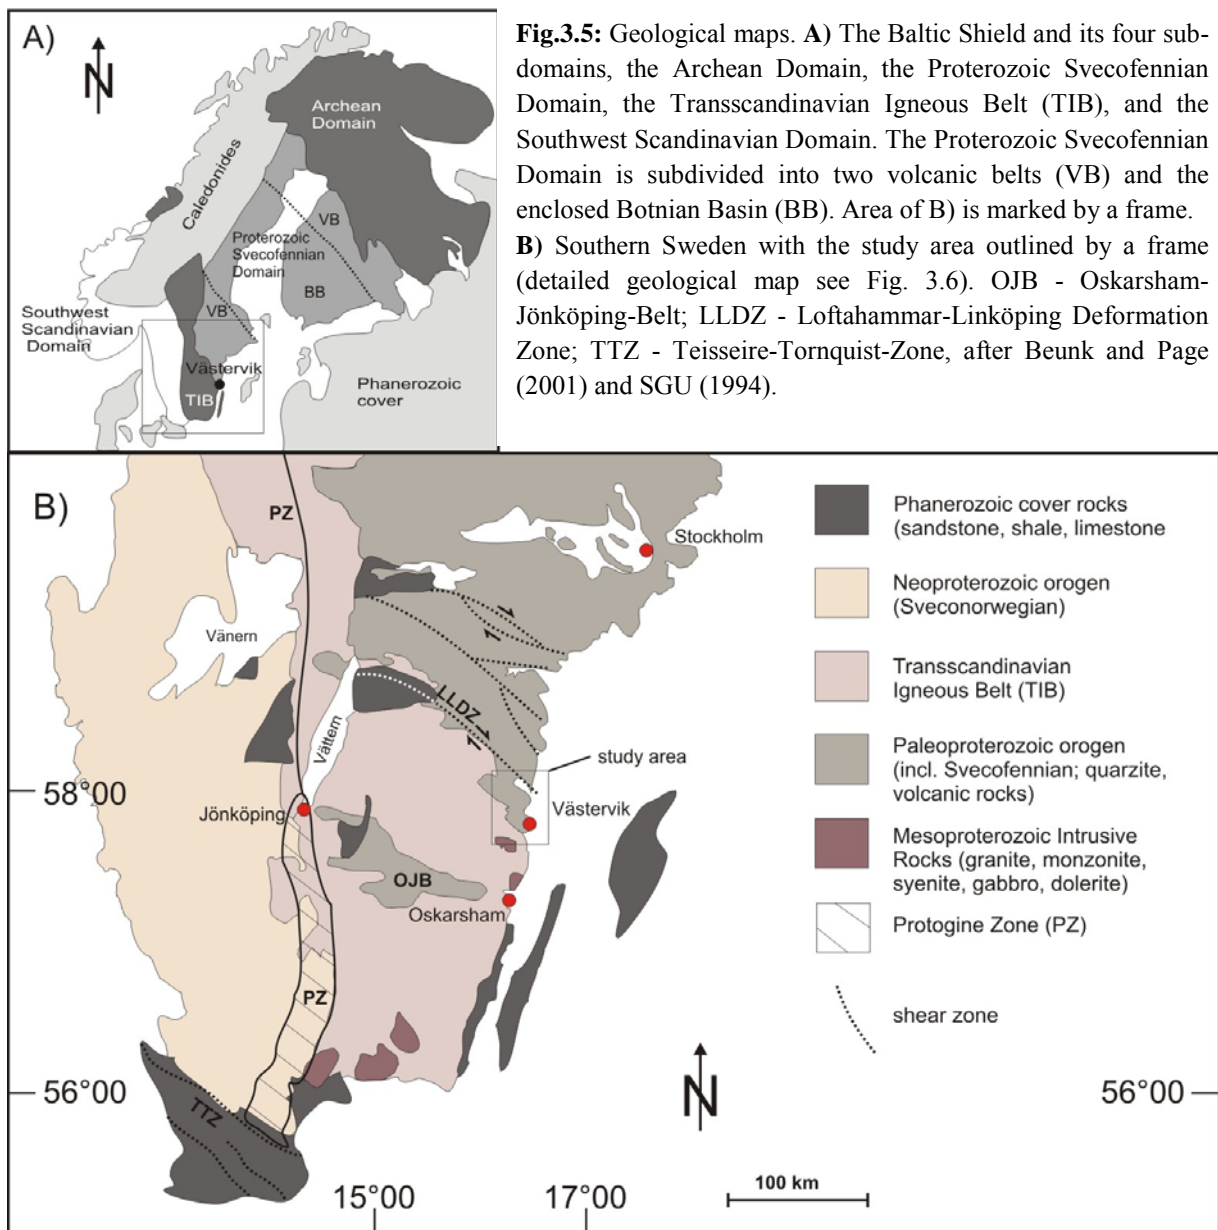 A)
N
Archean
Domain
Caledonides
VB
Proterozoic
Svecofennian
Domain
BB
VB
Southwest
Scandinavian
Domain
Västervik
TIB
Phanerozoic
cover
Fig.3.5: Geological maps. A) The Baltic Shield and its four sub-
domains, the Archean Domain, the Proterozoic Svecofennian
Domain, the Transscandinavian Igneous Belt (TIB), and the
Southwest Scandinavian Domain. The Proterozoic Svecofennian
Domain is subdivided into two volcanic belts (VB) and the
enclosed Botnian Basin (BB). Area of B) is marked by a frame.
B) Southern Sweden with the study area outlined by a frame
(detailed geological map see Fig. 3.6). OJB - Oskarsham-
Jönköping-Belt; LLDZ - Loftahammar-Linköping Deformation
Zone; TTZ - Teisseire-Tornquist-Zone, after Beunk and Page
(2001) and SGU (1994).
B)
PZ
Stockholm
Vänern
Vättern
LLDZ
study area
58°00
Jönköping
Västervik
OJB
Oskarsham
PZ
TTZ
56°00
56°00
N
15°00
17°00
100 km
Phanerozoic cover rocks
(sandstone, shale, limestone
Neoproterozoic orogen
(Sveconorwegian)
Transscandinavian
Igneous Belt (TIB)
Paleoproterozoic orogen
(incl. Svecofennian; quarzite,
volcanic rocks)
Mesoproterozoic Intrusive
Rocks (granite, monzonite,
syenite, gabbro, dolerite)
Protogine Zone (PZ)
shear zone